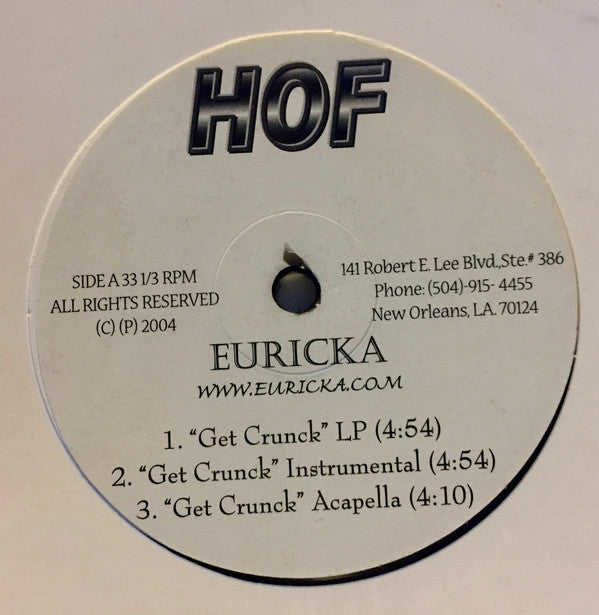 HOF
SIDE A 33 1/3 RPM
ALL RIGHTS RESERVED
(C) (P) 2004
141 Robert E. Lee Blvd.,Ste.# 386
Phone: (504)-915- 4455
New Orleans, LA. 70124
EURICKA
WWW.EURICKA.COM
1. “Get Crunck” LP (4:54)
2. “Get Crunck” Instrumental (4:54)
3. “Get Crunck” Acapella (4:10)